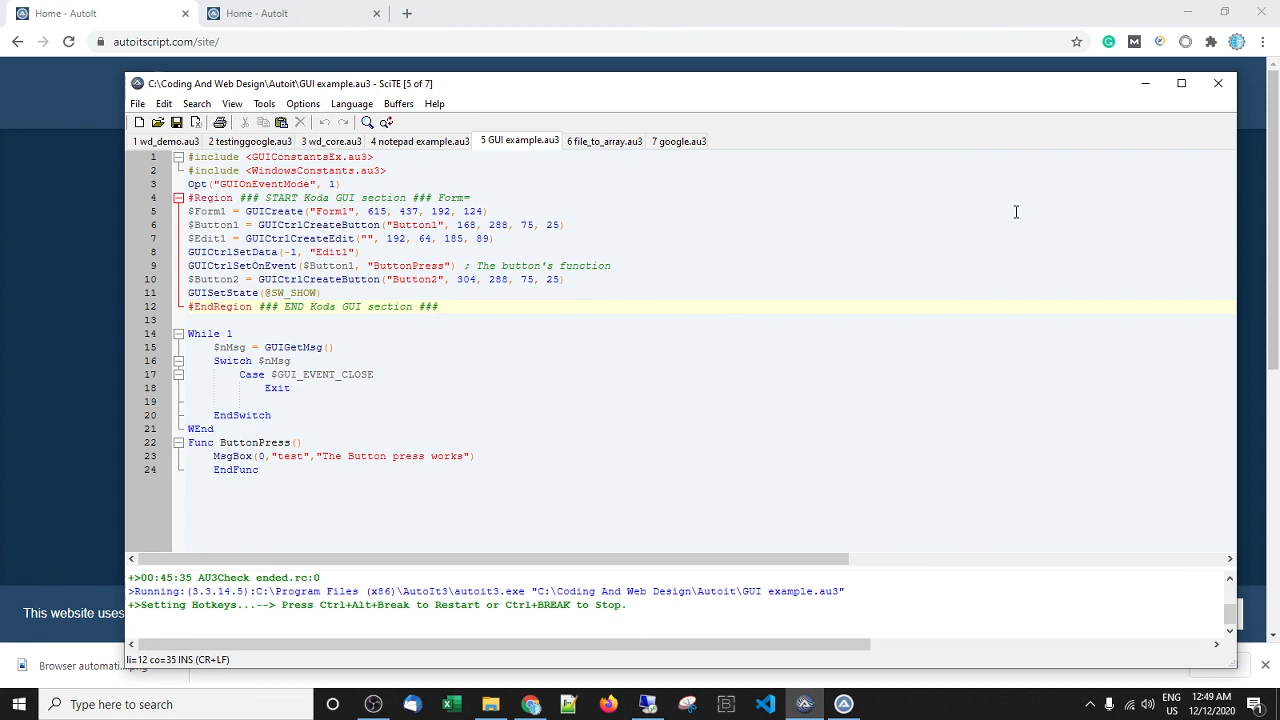 Home - AutoIt
Home - AutoIt
autoitscript.com/site/
C:\Coding And Web Design\Autoit\GUI example.au3 - SciTE [5 of 7]
File Edit Search View Tools Options Language Buffers Help
1 wd_demo.au3 2 testinggoogle.au3 3 wd_core.au3 4 notepad example.au3 5 GUI example.au3 6 file_to_array.au3 7 google.au3
1 #include <GUIConstantsEx.au3>
2 #include <WindowsConstants.au3>
3 Opt("GUIOnEventMode", 1)
4 #Region ### START Koda GUI section ### Form=
5 $Form1 = GUICreate("Form1", 615, 437, 192, 124)
6 $Button1 = GUICtrlCreateButton("Button1", 168, 288, 75, 25)
7 $Edit1 = GUICtrlCreateEdit("", 192, 64, 185, 89)
8 GUICtrlSetData(-1, "Edit1")
9 GUICtrlSetOnEvent($Button1, "ButtonPress") ; The button's function
10 $Button2 = GUICtrlCreateButton("Button2", 304, 288, 75, 25)
11 GUISetState(@SW_SHOW)
12 #EndRegion ### END Koda GUI section ###
13
14 While 1
15 $nMsg = GUIGetMsg()
16 Switch $nMsg
17 Case $GUI_EVENT_CLOSE
18 Exit
19
20 EndSwitch
21 WEnd
22 Func ButtonPress()
23 MsgBox(0,"test","The Button press works")
24 EndFunc
+>00:45:35 AU3Check ended.rc:0
>Running:(3.3.14.5):C:\Program Files (x86)\AutoIt3\autoit3.exe "C:\Coding And Web Design\Autoit\GUI example.au3"
+>Setting Hotkeys...--> Press Ctrl+Alt+Break to Restart or Ctrl+BREAK to Stop.
This website uses
li=12 co=35 INS (CR+LF)
Browser automati....png
Type here to search
ENG
US
12:49 AM
12/12/2020